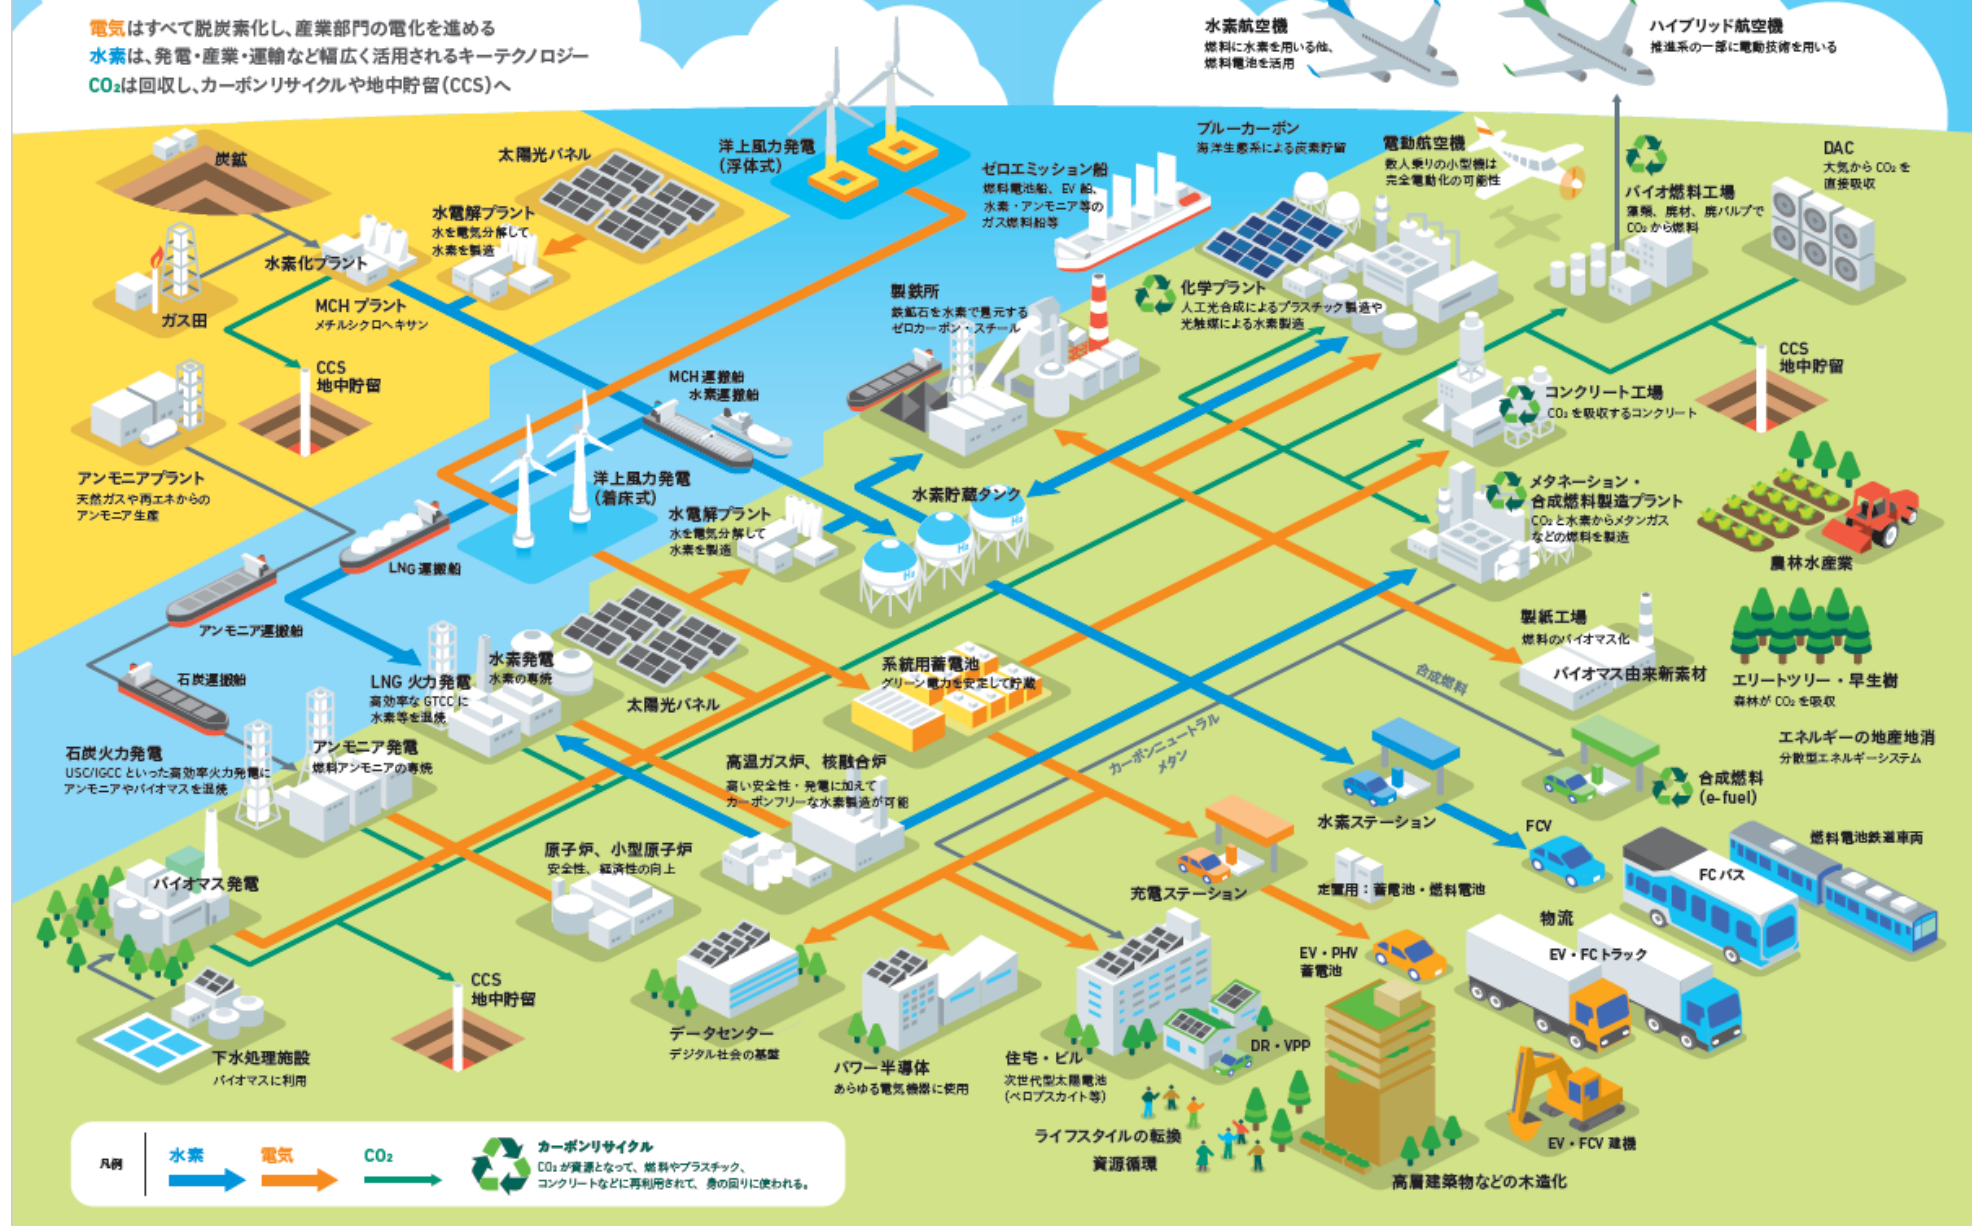 電気はすべて脱炭素化し、産業部門の電化を進める
水素は、発電・産業・運輸など幅広く活用されるキーテクノロジー
CO₂は回収し、カーボンリサイクルや地中貯留(CCS)へ
水素航空機
燃料に水素を用いる他、
燃料電池を活用
ハイブリッド航空機
推進系の一部に電動技術を用いる
炭鉱
太陽光パネル
洋上風力発電
(浮体式)
ゼロエミッション船
燃料電池船、EV 船、
水素・アンモニア等の
ガス燃料船等
ブルーカーボン
海洋生態系による炭素貯留
電動航空機
数人乗りの小型機は
完全電動化の可能性
バイオ燃料工場
藻類、廃材、廃パルプで
CO₂ から燃料
DAC
大気から CO₂ を
直接吸収
水電解プラント
水を電気分解して
水素を製造
水素化プラント
MCH プラント
メチルシクロヘキサン
ガス田
CCS
地中貯留
製鉄所
鉄鉱石を水素で還元する
ゼロカーボン・スチール
化学プラント
人工光合成によるプラスチック製造や
光触媒による水素製造
CCS
地中貯留
MCH 運搬船
水素運搬船
コンクリート工場
CO₂ を吸収するコンクリート
アンモニアプラント
天然ガスや再エネからの
アンモニア生産
洋上風力発電
(着床式)
水電解プラント
水を電気分解して
水素を製造
水素貯蔵タンク
H₂
H₂
H₂
メタネーション・
合成燃料製造プラント
CO₂ と水素からメタンガス
などの燃料を製造
農林水産業
LNG 運搬船
アンモニア運搬船
石炭運搬船
LNG 火力発電
高効率な GTCC に
水素等を混焼
水素発電
水素の専焼
太陽光パネル
系統用蓄電池
グリーン電力を安定して貯蔵
製紙工場
燃料のバイオマス化
バイオマス由来新素材
エリートツリー・早生樹
森林が CO₂ を吸収
合成燃料
カーボンニュートラル
メタン
石炭火力発電
USC/IGCC といった高効率火力発電に
アンモニアやバイオマスを混焼
アンモニア発電
燃料アンモニアの専焼
高温ガス炉、核融合炉
高い安全性・発電に加えて
カーボンフリーな水素製造が可能
エネルギーの地産地消
分散型エネルギーシステム
合成燃料
(e-fuel)
水素ステーション
FCV
燃料電池鉄道車両
FC バス
原子炉、小型原子炉
安全性、経済性の向上
バイオマス発電
充電ステーション
定置用：蓄電池・燃料電池
物流
EV・FC トラック
EV・PHV
蓄電池
CCS
地中貯留
データセンター
デジタル社会の基盤
パワー半導体
あらゆる電気機器に使用
住宅・ビル
次世代型太陽電池
(ペロブスカイト等)
DR・VPP
下水処理施設
バイオマスに利用
ライフスタイルの転換
資源循環
EV・FCV 建機
高層建築物などの木造化
凡例
水素
電気
CO₂
カーボンリサイクル
CO₂ が資源となって、燃料やプラスチック、
コンクリートなどに再利用されて、身の回りに使われる。